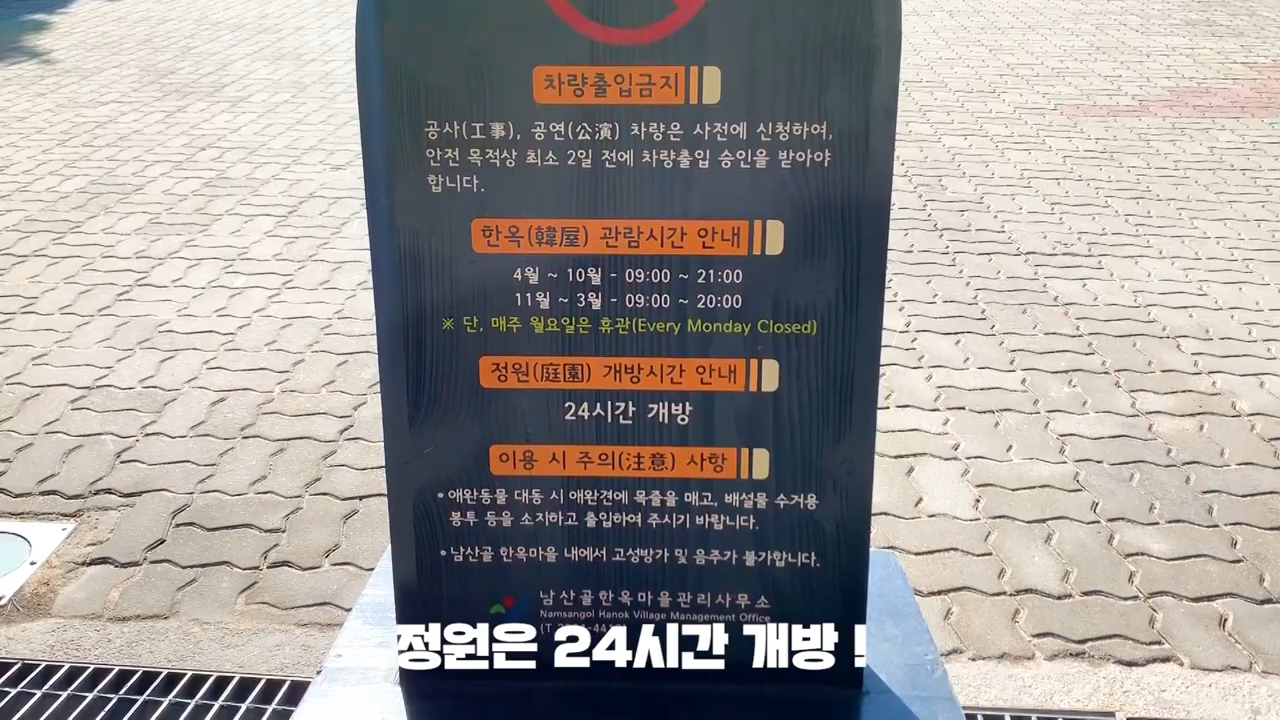 차량출입금지
공사(工事), 공연(公演) 차량은 사전에 신청하여,
안전 목적상 최소 2일 전에 차량출입 승인을 받아야
합니다.
한옥(韓屋) 관람시간 안내
4월 ~ 10월 - 09:00 ~ 21:00
11월 ~ 3월 - 09:00 ~ 20:00
※ 단, 매주 월요일은 휴관(Every Monday Closed)
정원(庭園) 개방시간 안내
24시간 개방
이용 시 주의(注意) 사항
• 애완동물 대동 시 애완견에 목줄을 매고, 배설물 수거용
봉투 등을 소지하고 출입하여 주시기 바랍니다.
• 남산골 한옥마을 내에서 고성방가 및 음주가 불가합니다.
남산골한옥마을관리사무소
Namsangol Hanok Village Management Office
정원은 24시간 개방 !